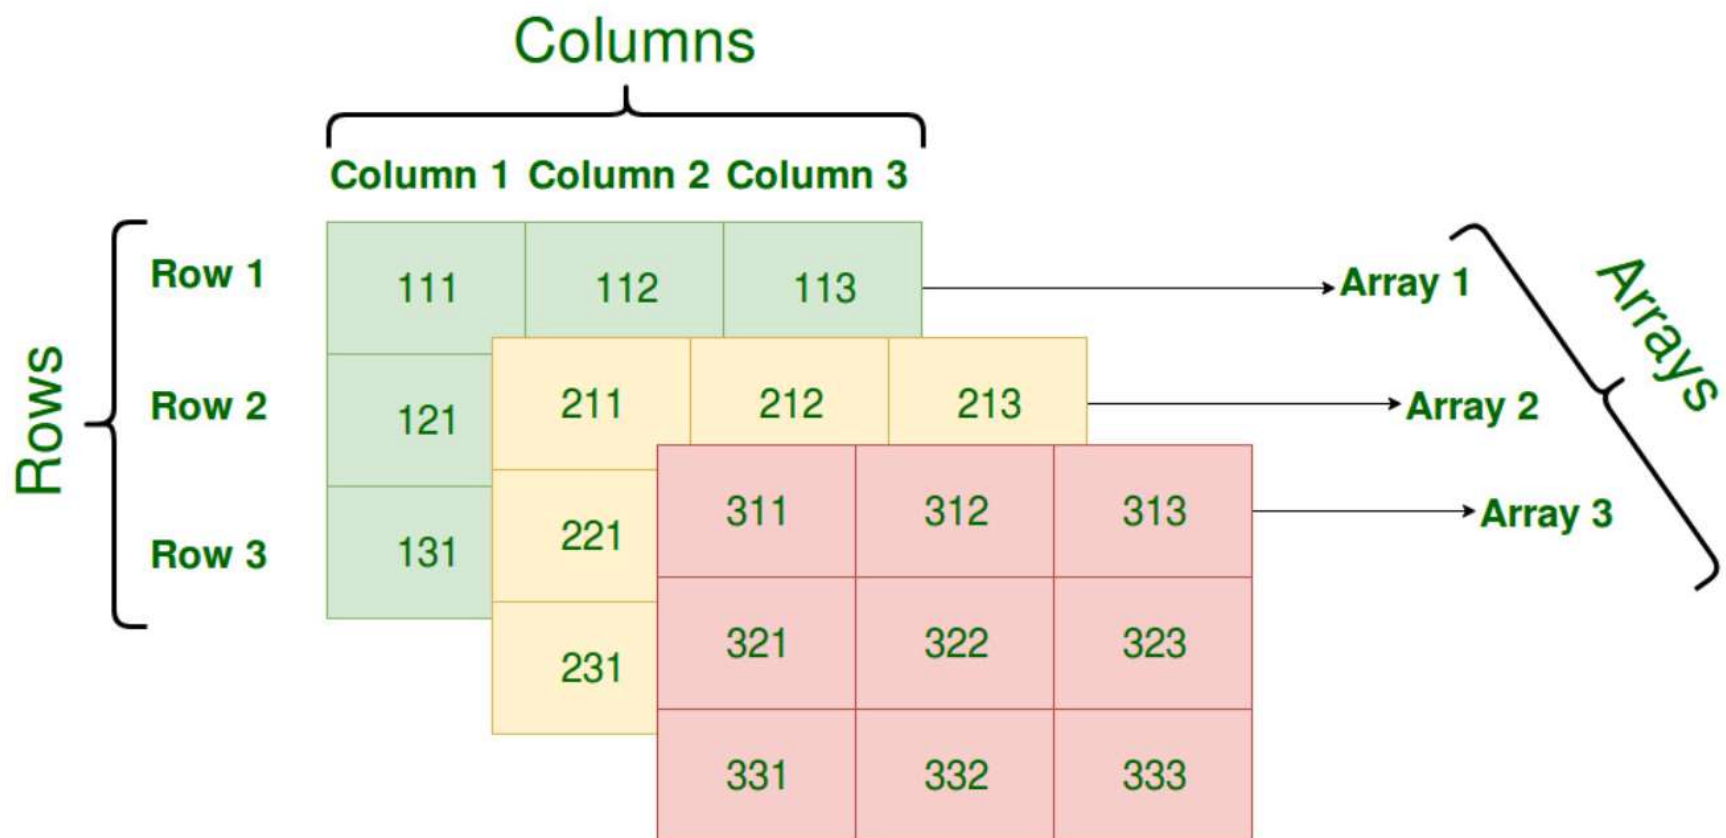 Columns
Column 1 Column 2 Column 3
Rows
Row 1
111 112 113
Array 1
Arrays
Row 2
121
211 212 213
Array 2
Row 3
131
221
311 312 313
Array 3
231
321 322 323
331 332 333